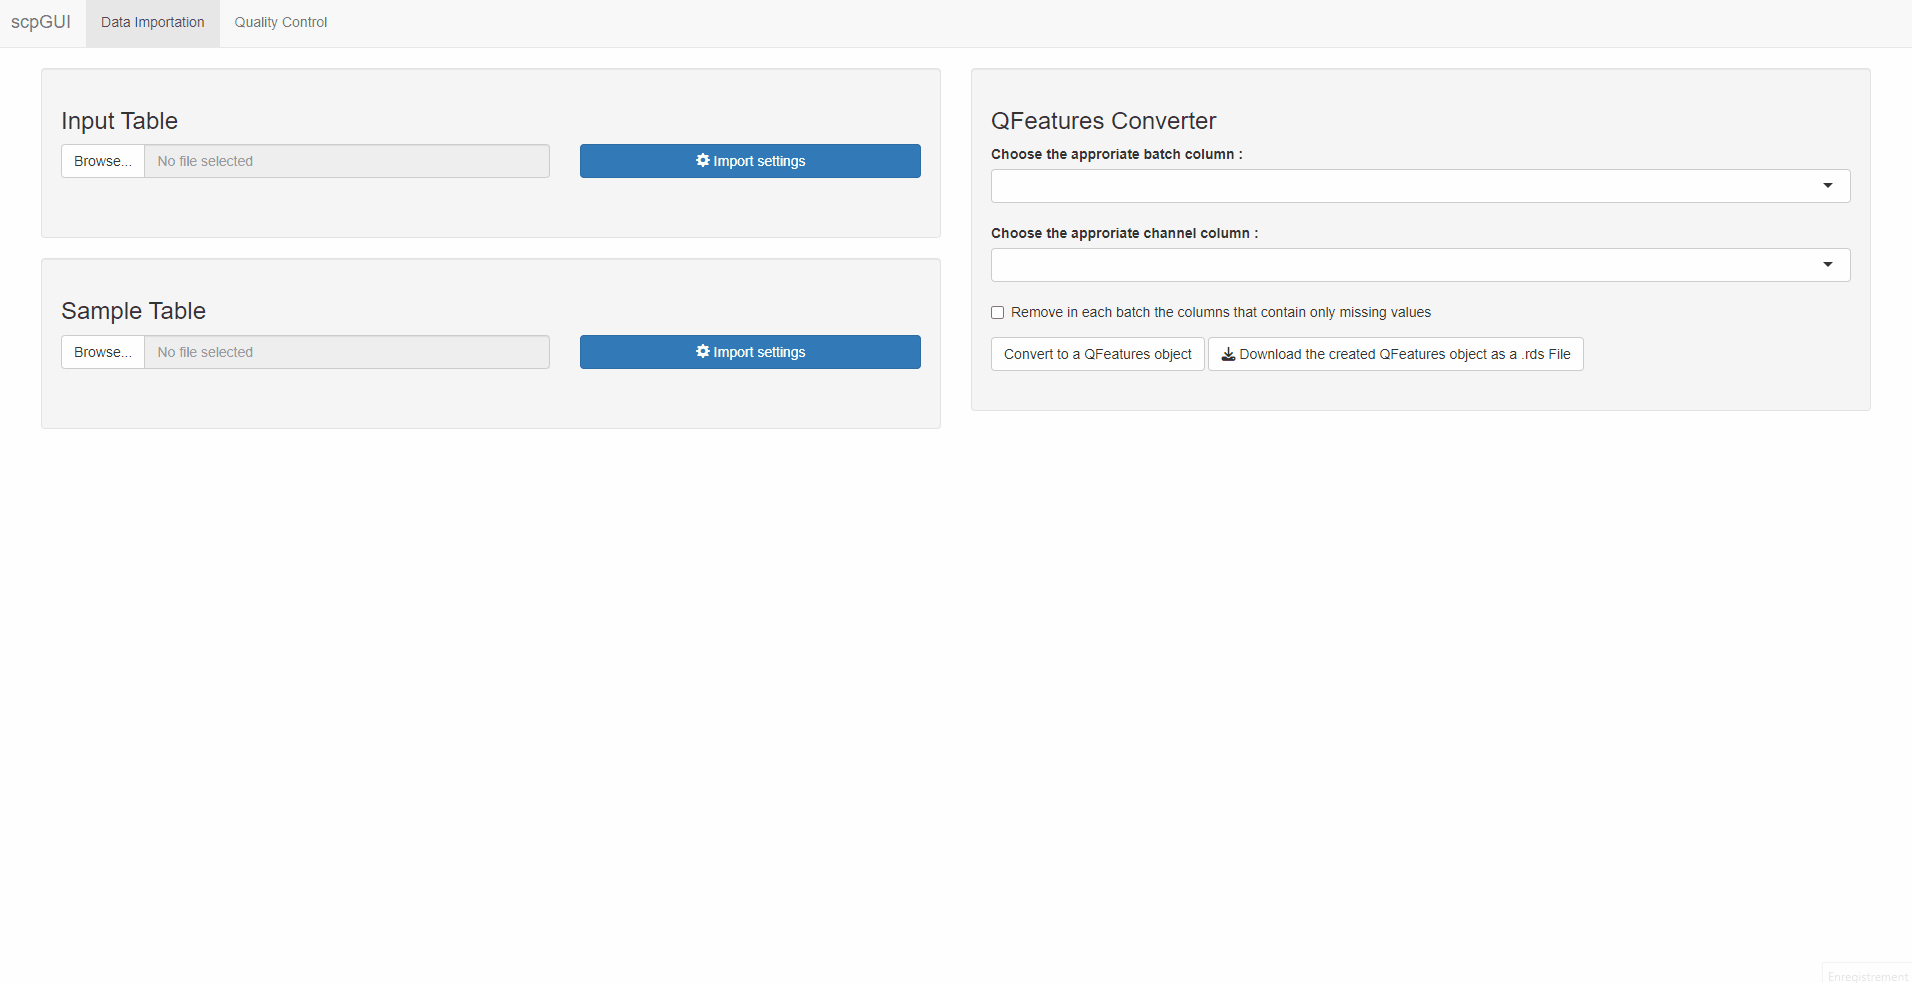 scpGUI Data Importation Quality Control
Input Table
Browse... No file selected
Import settings
Sample Table
Browse... No file selected
Import settings
QFeatures Converter
Choose the approriate batch column :
Choose the approriate channel column :
Remove in each batch the columns that contain only missing values
Convert to a QFeatures object
Download the created QFeatures object as a .rds File
Enregistrement